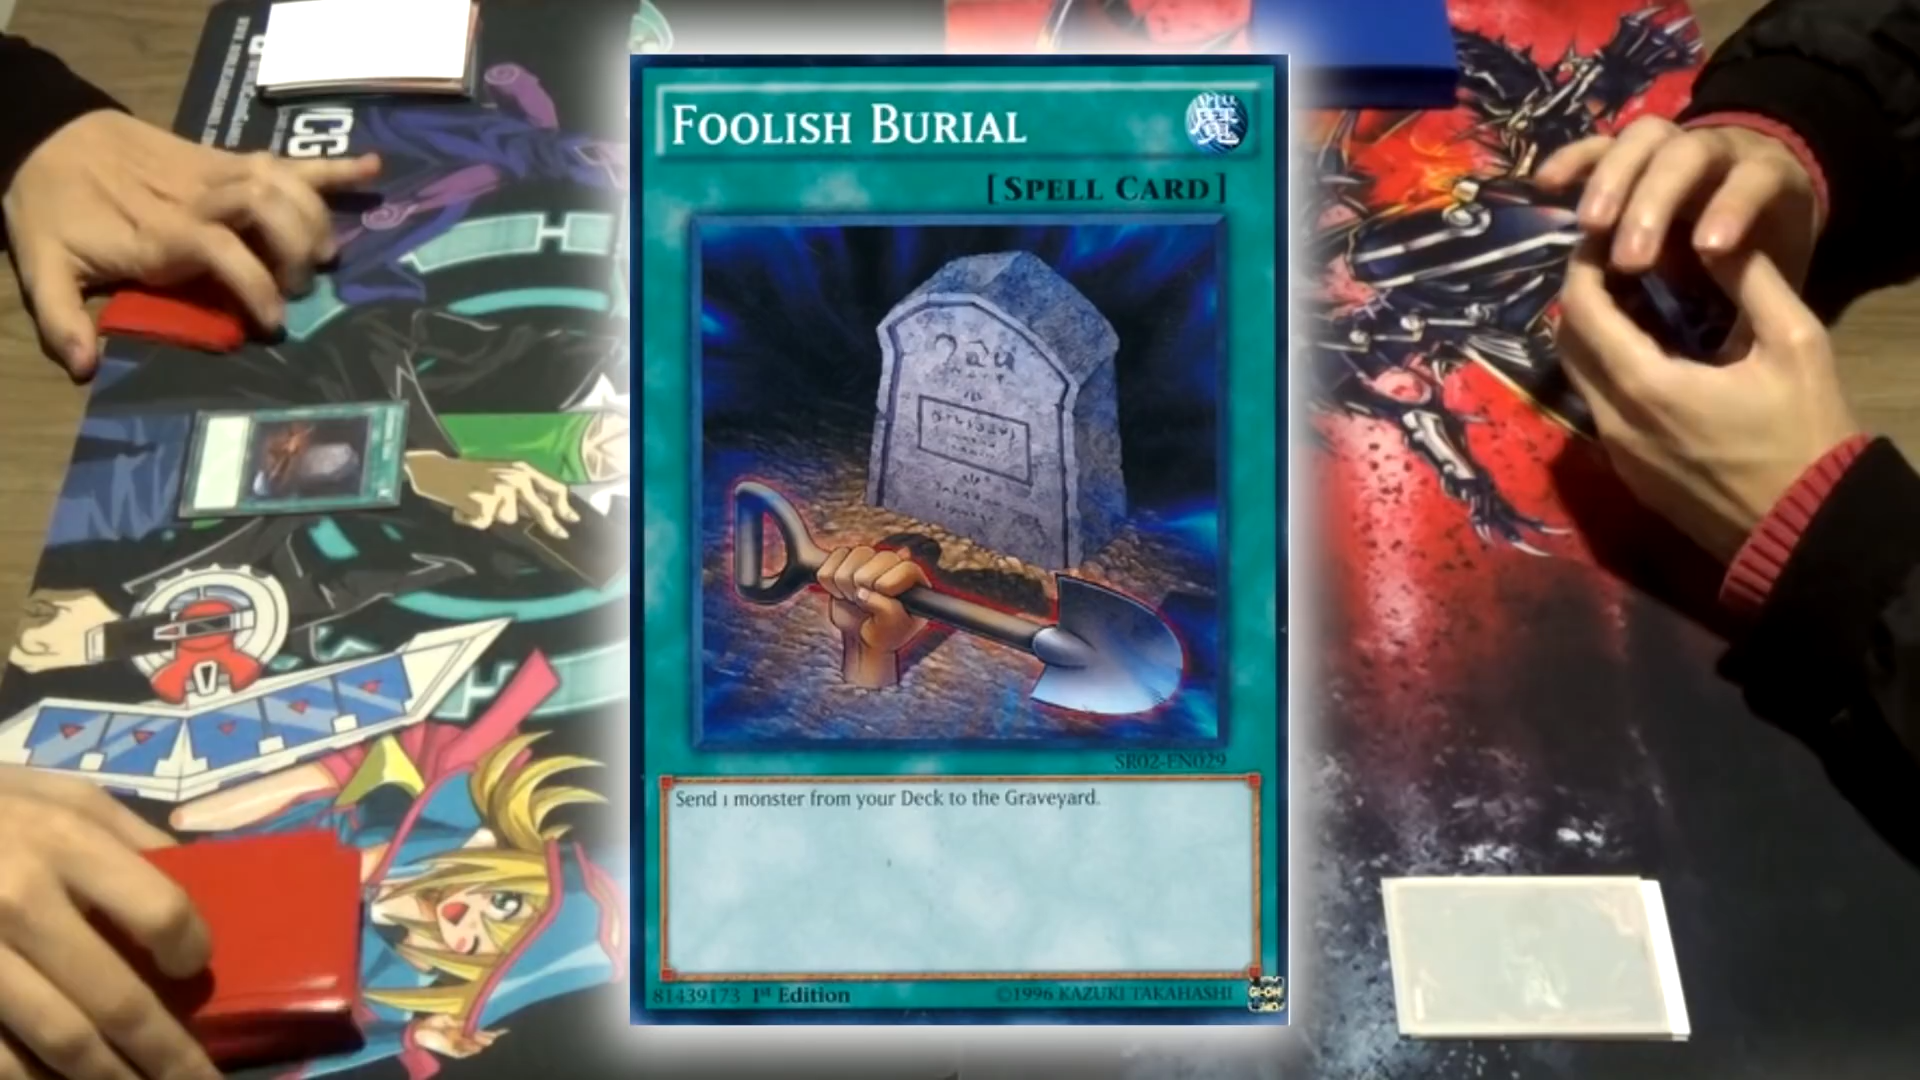 FOOLISH BURIAL
[SPELL CARD]
SR02-EN029
Send 1 monster from your Deck to the Graveyard.
81439173 1st Edition
©1996 KAZUKI TAKAHASHI